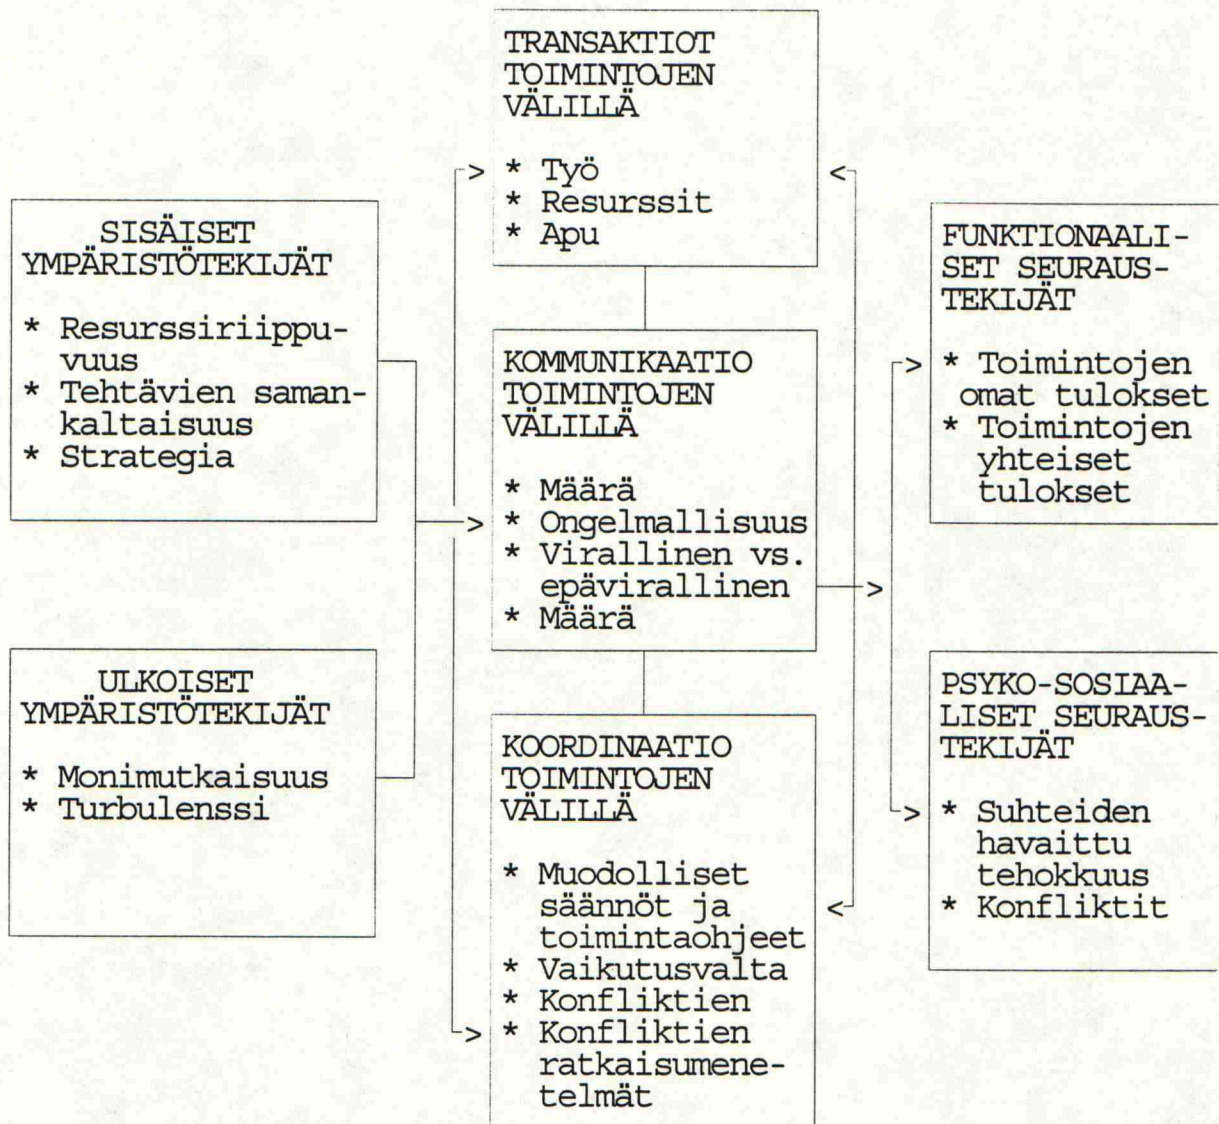 TRANSAKTIOT
TOIMINTOJEN
VÄLILLÄ
* Työ
* Resurssit
* Apu
SISÄISET
YMPÄRISTÖTEKIJÄT
* Resurssiriippu-
vuus
* Tehtävien saman-
kaltaisuus
* Strategia
KOMMUNIKAATIO
TOIMINTOJEN
VÄLILLÄ
* Määrä
* Ongelmallisuus
* Virallinen vs.
epävirallinen
* Määrä
FUNKTIONAALI-
SET SEURAUS-
TEKIJÄT
* Toimintojen
omat tulokset
* Toimintojen
yhteiset
tulokset
ULKOISET
YMPÄRISTÖTEKIJÄT
* Monimutkaisuus
* Turbulenssi
KOORDINAATIO
TOIMINTOJEN
VÄLILLÄ
* Muodolliset
säännöt ja
toimintaohjeet
* Vaikutusvalta
* Konfliktien
* Konfliktien
ratkaisumene-
telmät
PSYKO-SOSIAA-
LISET SEURAUS-
TEKIJÄT
* Suhteiden
havaittu
tehokkuus
* Konfliktit